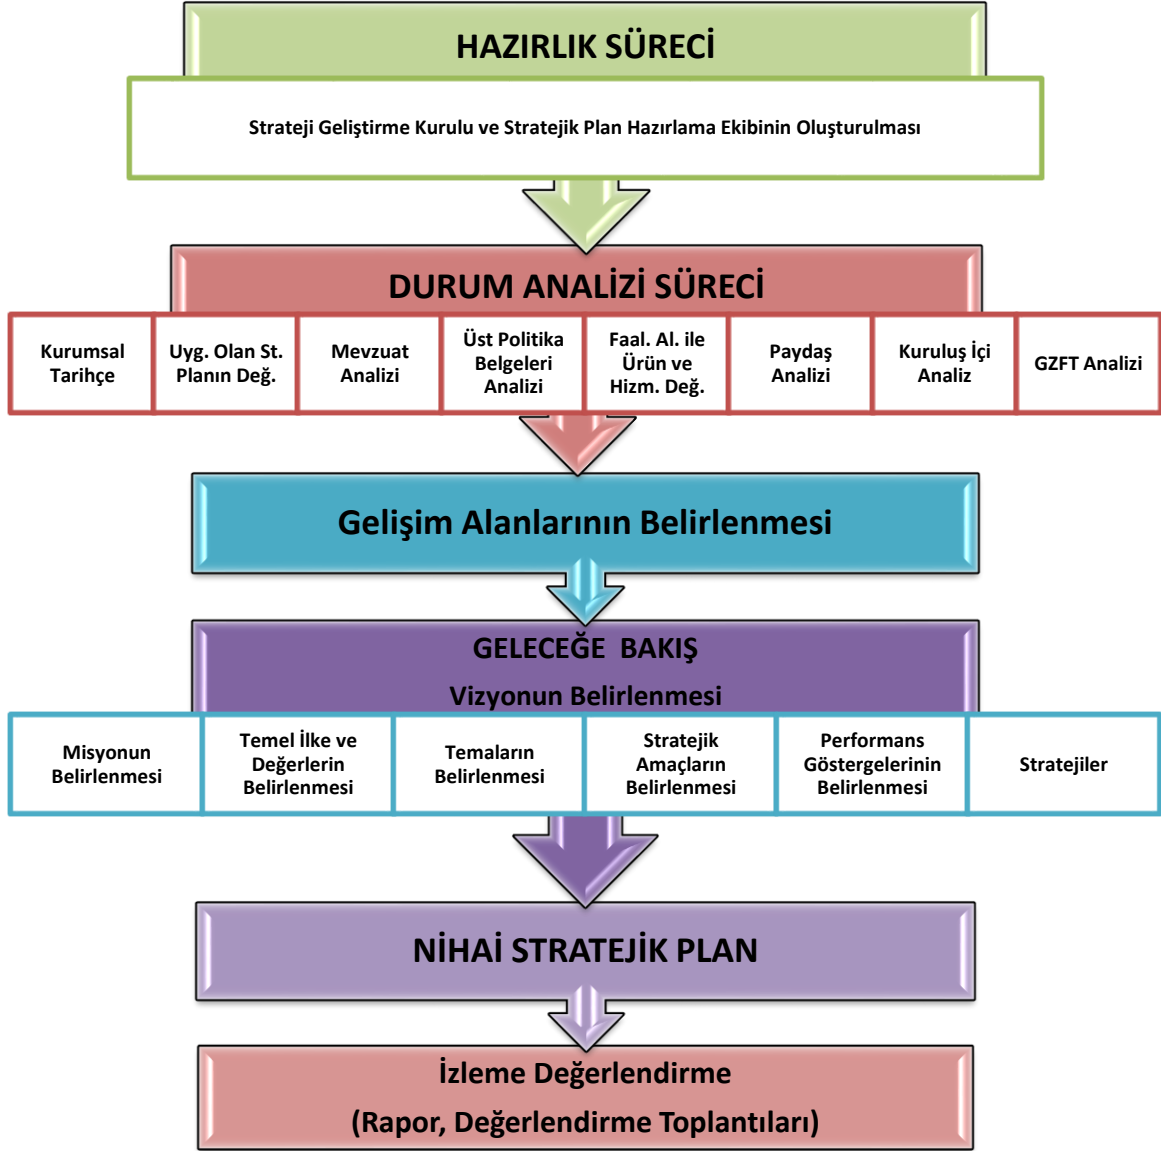 HAZIRLIK SÜRECİ
Strateji Geliştirme Kurulu ve Stratejik Plan Hazırlama Ekibinin Oluşturulması
DURUM ANALİZİ SÜRECİ
Kurumsal
Tarihçe
Uyg. Olan St.
Planın Değ.
Mevzuat
Analizi
Üst Politika
Belgeleri
Analizi
Faal. Al. ile
Ürün ve
Hizm. Değ.
Paydaş
Analizi
Kuruluş İçi
Analiz
GZFT Analizi
Gelişim Alanlarının Belirlenmesi
GELECEĞE BAKIŞ
Vizyonun Belirlenmesi
Misyonun
Belirlenmesi
Temel İlke ve
Değerlerin
Belirlenmesi
Temaların
Belirlenmesi
Stratejik
Amaçların
Belirlenmesi
Performans
Göstergelerinin
Belirlenmesi
Stratejiler
NİHAİ STRATEJİK PLAN
İzleme Değerlendirme
(Rapor, Değerlendirme Toplantıları)